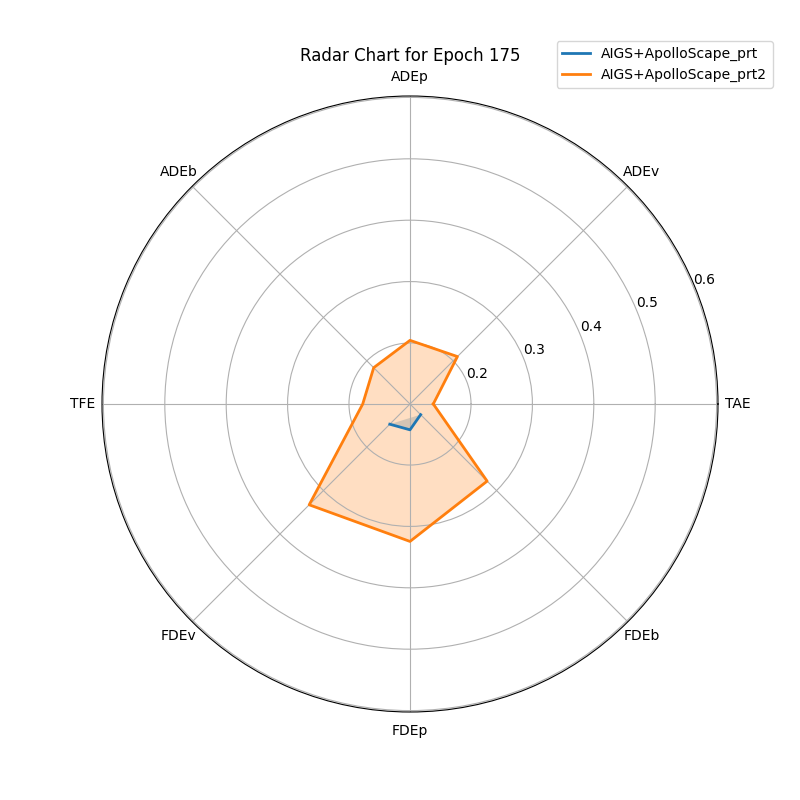 Radar Chart for Epoch 175
AIGS+ApolloScape_prt
AIGS+ApolloScape_prt2
ADEp
ADEb
ADEv
0.6
0.5
0.4
0.3
0.2
TFE
TAE
FDEv
FDEb
FDEp